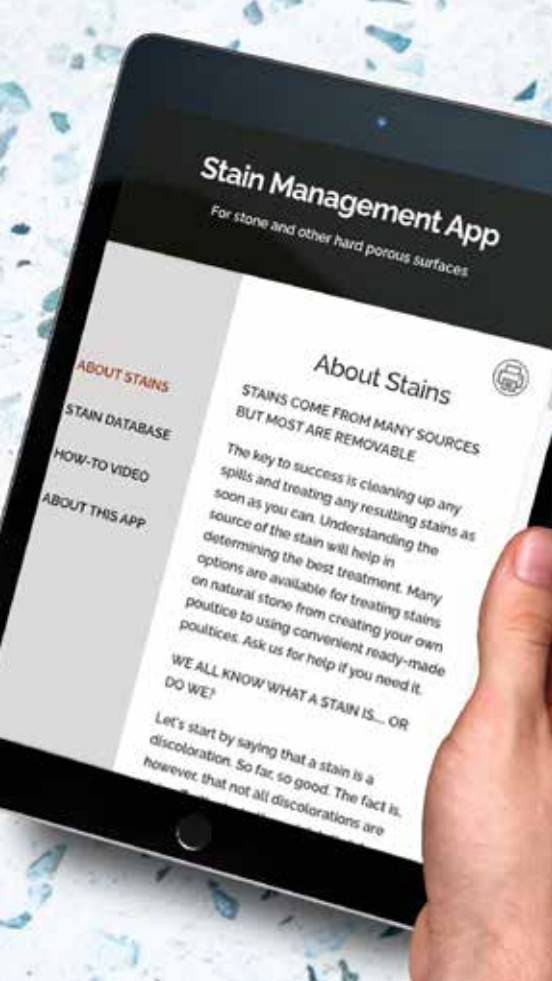 Stain Management App
For stone and other hard porous surfaces
ABOUT STAINS
STAIN DATABASE
HOW-TO VIDEO
ABOUT THIS APP
About Stains
STAINS COME FROM MANY SOURCES
BUT MOST ARE REMOVABLE
The key to success is cleaning up any
spills and treating any resulting stains as
soon as you can. Understanding the
source of the stain will help in
determining the best treatment. Many
options are available for treating stains
on natural stone from creating your own
poultice to using convenient ready-made
poultices. Ask us for help if you need it.
WE ALL KNOW WHAT A STAIN IS... OR
DO WE?
Let's start by saying that a stain is a
discoloration. So far, so good. The fact is,
however, that not all discolorations are